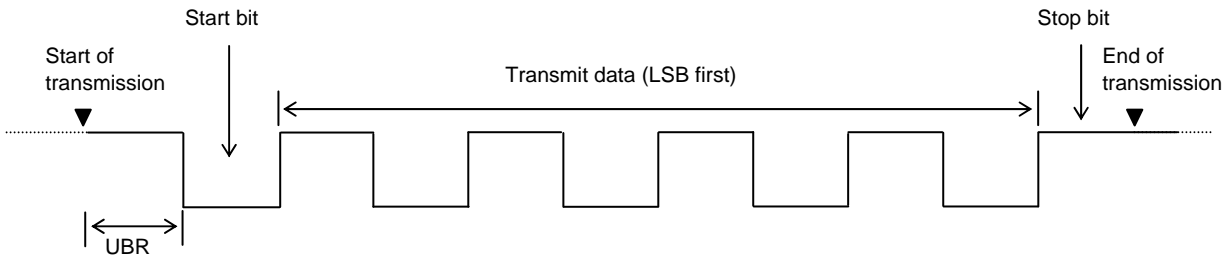 Start bit
Stop bit
Start of
transmission
Transmit data (LSB first)
End of
transmission
UBR